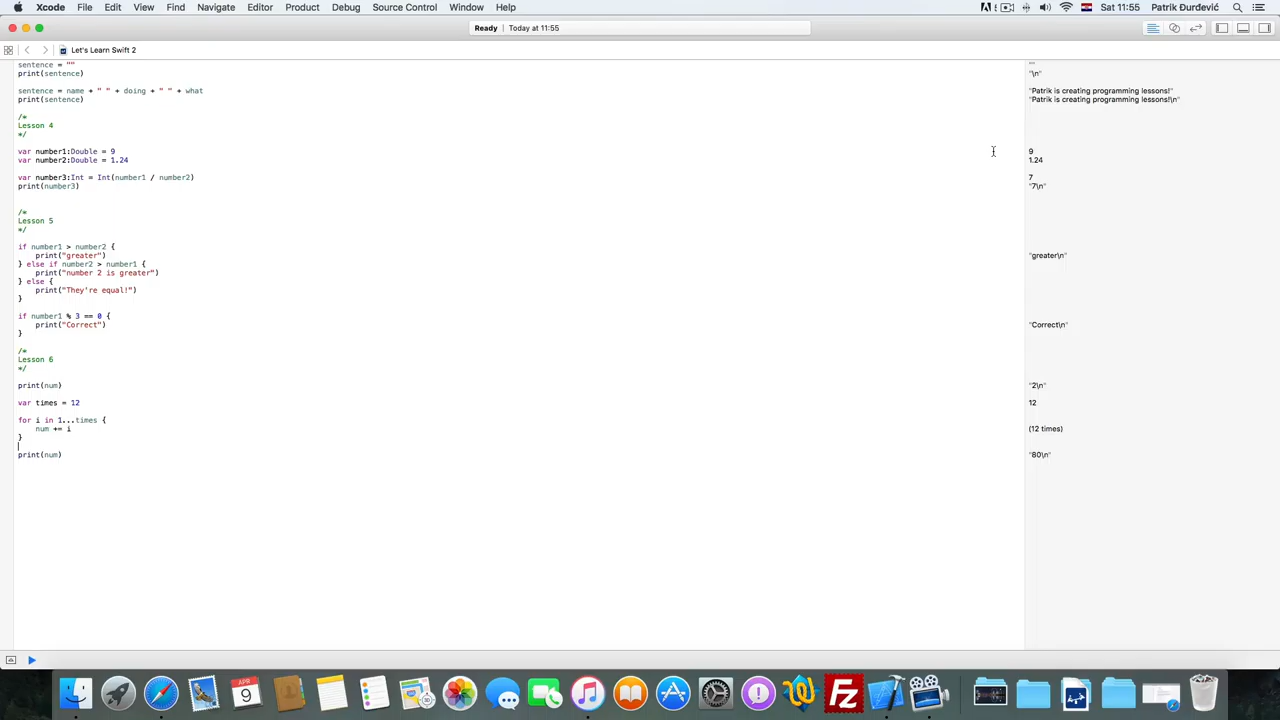 Xcode File Edit View Find Navigate Editor Product Debug Source Control Window Help Sat 11:55 Patrik Đurđević
Ready Today at 11:55
Let's Learn Swift 2
sentence = "" ""
print(sentence) "\n"
sentence = name + " " + doing + " " + what "Patrik is creating programming lessons!"
print(sentence) "Patrik is creating programming lessons!\n"
/*
Lesson 4
*/
var number1:Double = 9 9
var number2:Double = 1.24 1.24
var number3:Int = Int(number1 / number2) 7
print(number3) "7\n"
/*
Lesson 5
*/
if number1 > number2 {
print("greater") "greater\n"
} else if number2 > number1 {
print("number 2 is greater")
} else {
print("They're equal!")
}
if number1 % 3 == 0 {
print("Correct") "Correct\n"
}
/*
Lesson 6
*/
print(num) "2\n"
var times = 12 12
for i in 1...times {
num += i (12 times)
}
print(num) "80\n"
APR
9
Fz